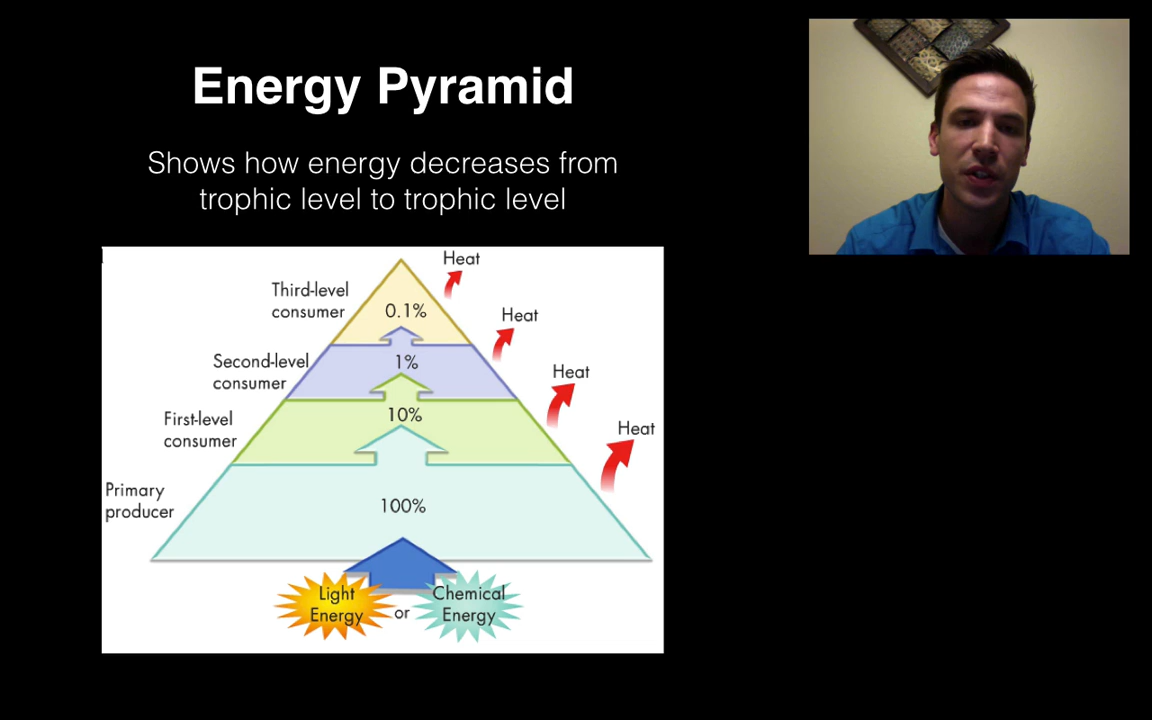 Energy Pyramid
Shows how energy decreases from
trophic level to trophic level
Heat
Third-level
consumer
0.1%
Heat
Second-level
consumer
1%
Heat
First-level
consumer
10%
Heat
Primary
producer
100%
Light
Energy
or
Chemical
Energy